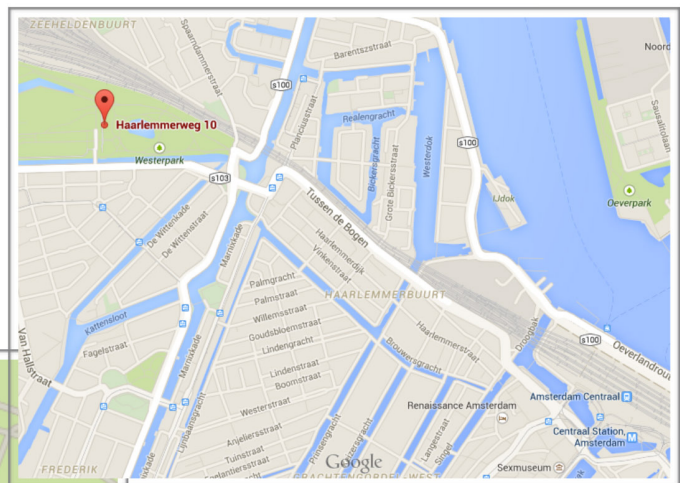 ZEEHELDENBUURT
Spaarndammerstraat
Barentszstraat
Noord
s100
Planciusstraat
Realengracht
Haarlemmerweg 10
Westerdok
s100
Sausalitolaan
Westerpark
Bickersgracht
Grote Bickersstraat
s103
IJdok
Oeverpark
De Wittenkade
De Wittenstraat
Tussen de Bogen
Marnixkade
Haarlemmerdijk
Vinkenstraat
Palmgracht
HAARLEMMERBUURT
Palmstraat
Kattensloot
Willemsstraat
Goudsbloemstraat
Haarlemmerstraat
Droogbak
s100
Van Hallstraat
Fagelstraat
Lindengracht
Brouwersgracht
Oeverlandrout
Marnixkade
Lindenstraat
Boomstraat
Lijnbaansgracht
Westerstraat
Renaissance Amsterdam
Amsterdam Centraal
Anjeliersstraat
Prinsengracht
Langestraat
Singel
Centraal Station,
Amsterdam
Tuinstraat
Google
FREDERIK
Sexmuseum